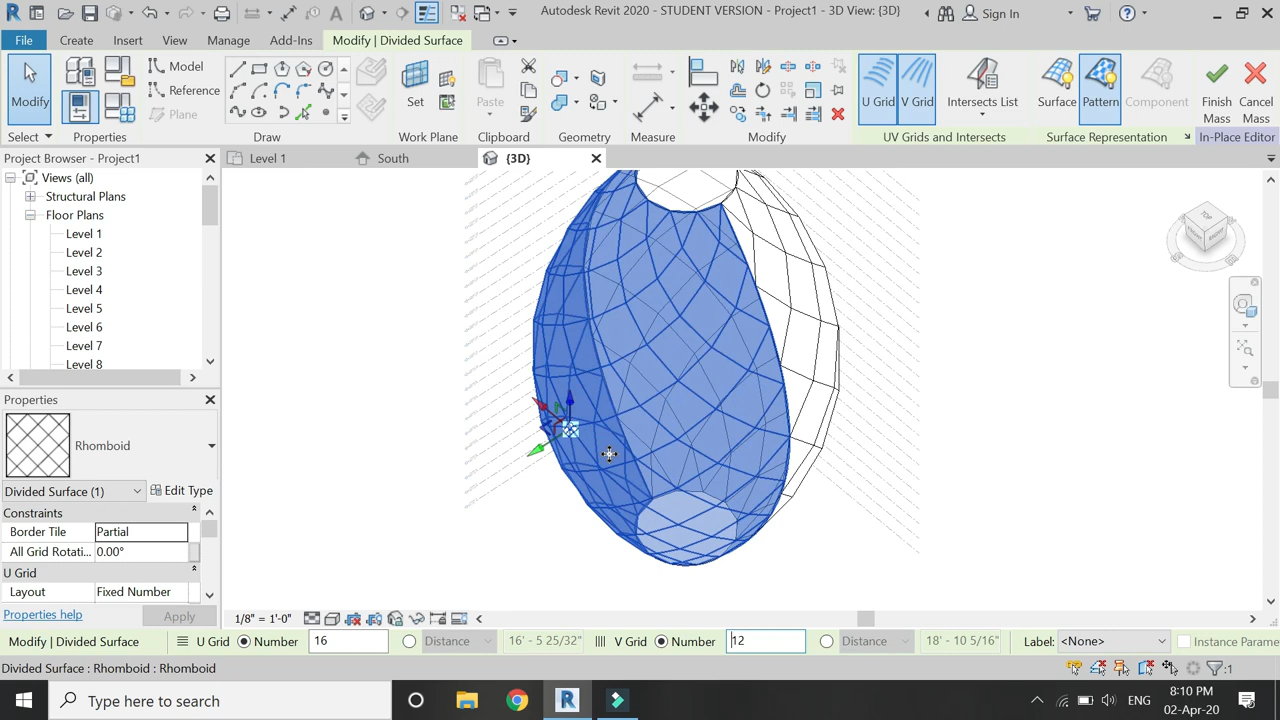 Autodesk Revit 2020 - STUDENT VERSION - Project1 - 3D View: {3D}
Sign In
File
Create
Insert
View
Manage
Add-Ins
Modify | Divided Surface
Modify
Model
Reference
Plane
Set
Paste
U Grid
V Grid
Intersects List
Surface
Pattern
Component
Finish Mass
Cancel Mass
Select
Properties
Draw
Work Plane
Clipboard
Geometry
Measure
Modify
UV Grids and Intersects
Surface Representation
In-Place Editor
Project Browser - Project1
Level 1
South
{3D}
Views (all)
Structural Plans
Floor Plans
Level 1
Level 2
Level 3
Level 4
Level 5
Level 6
Level 7
Level 8
TOP
Properties
Rhomboid
Divided Surface (1)
Edit Type
Constraints
Border Tile
Partial
All Grid Rotati...
0.00°
U Grid
Layout
Fixed Number
Properties help
Apply
1/8" = 1'-0"
Modify | Divided Surface
U Grid
Number
16
Distance
16' - 5 25/32"
V Grid
Number
12
Distance
18' - 10 5/16"
Label:
<None>
Instance Parame
Divided Surface : Rhomboid : Rhomboid
:1
Type here to search
ENG
8:10 PM
02-Apr-20